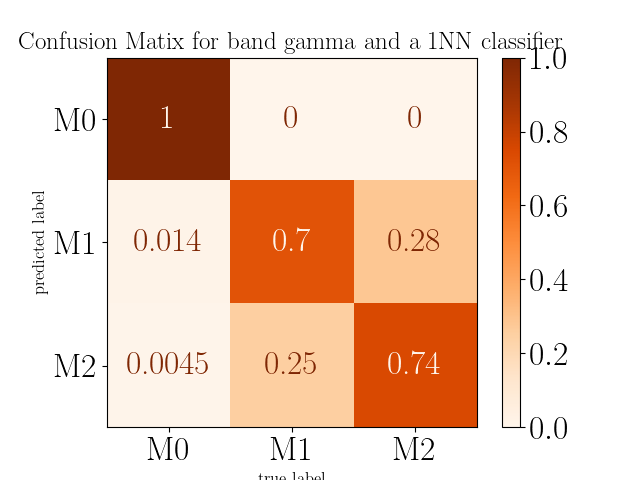 Confusion Matix for band gamma and a 1NN classifier
1.0
M0
1
0
0
0.8
predicted label
0.6
M1
0.014
0.7
0.28
0.4
M2
0.0045
0.25
0.74
0.2
0.0
M0
M1
M2
true label